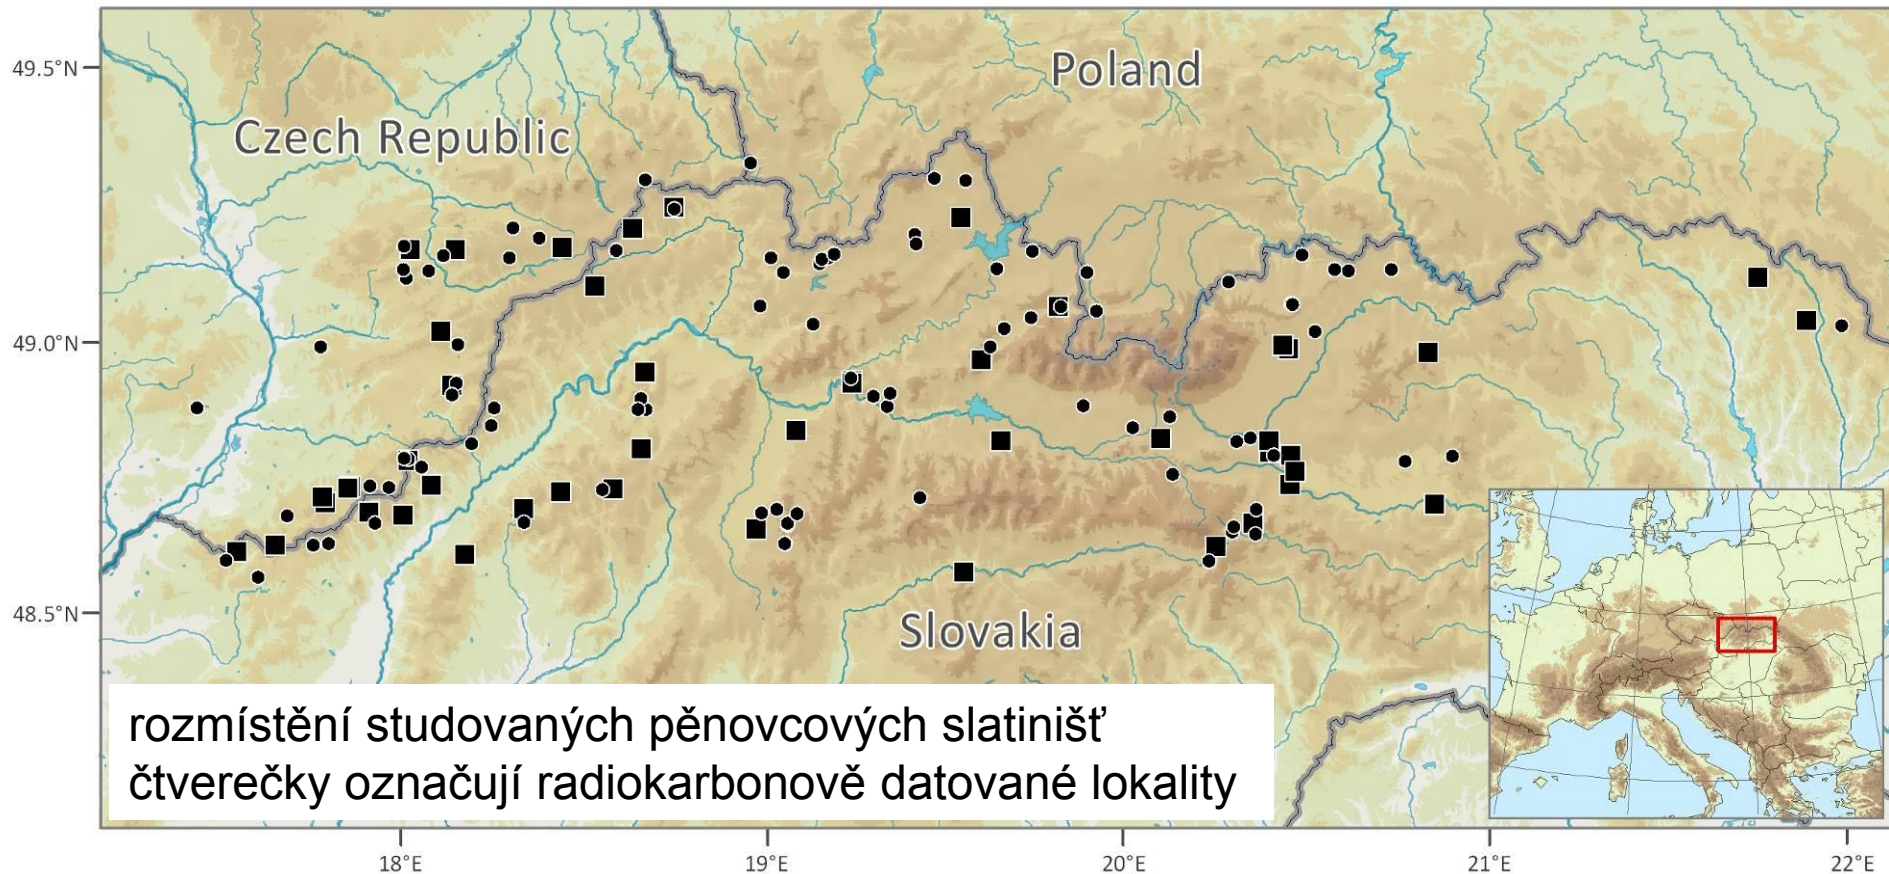 49.5°N
Poland
Czech Republic
49.0°N
48.5°N
Slovakia
rozmístění studovaných pěnovcových slatinišť
čtverečky označují radiokarbonově datované lokality
18°E
19°E
20°E
21°E
22°E